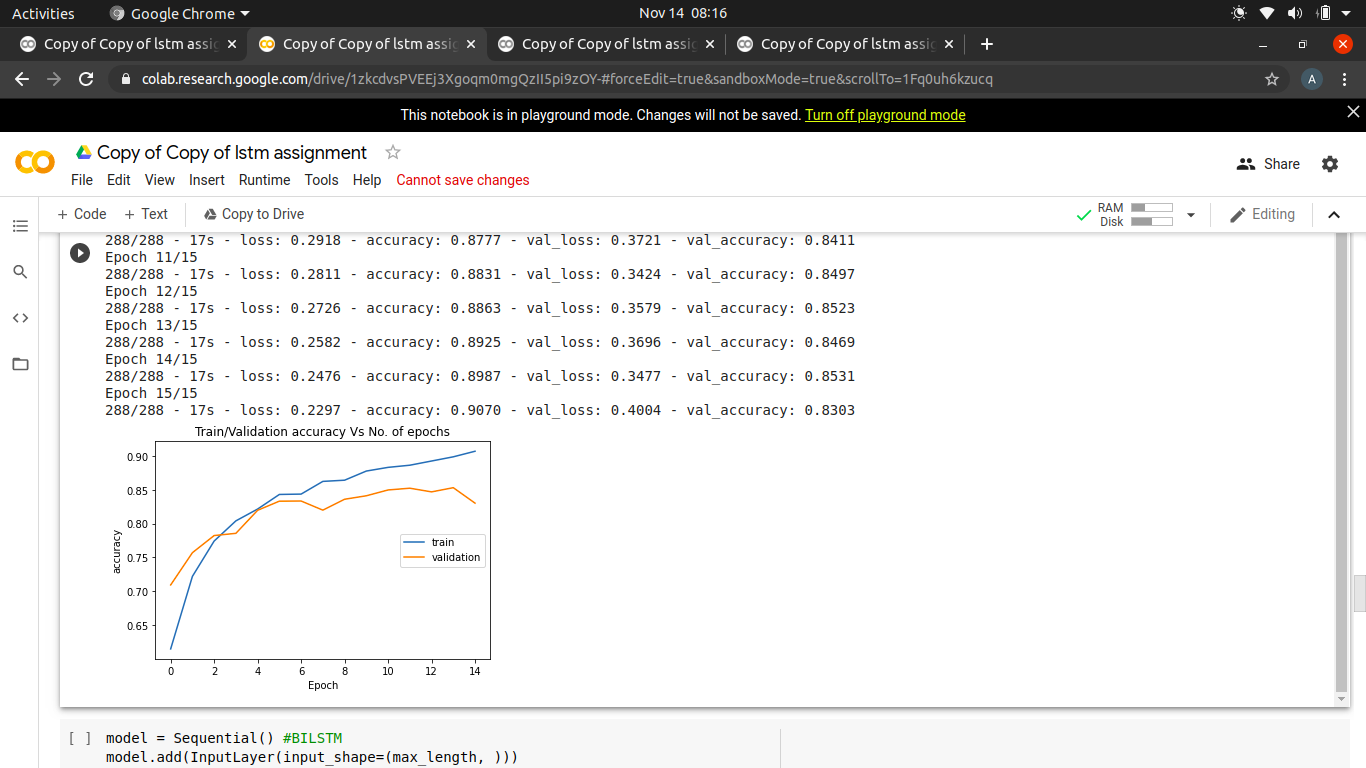 Activities Google Chrome Nov 14 08:16
Copy of Copy of lstm assig Copy of Copy of lstm assig Copy of Copy of lstm assig Copy of Copy of lstm assig
colab.research.google.com/drive/1zkcdvsPVEEj3Xgoqm0mgQzII5pi9zOY-#forceEdit=true&sandboxMode=true&scrollTo=1Fq0uh6kzucq A
This notebook is in playground mode. Changes will not be saved. Turn off playground mode
Copy of Copy of lstm assignment
Share
File Edit View Insert Runtime Tools Help Cannot save changes
+ Code + Text Copy to Drive RAM Disk Editing
288/288 - 17s - loss: 0.2918 - accuracy: 0.8777 - val_loss: 0.3721 - val_accuracy: 0.8411
Epoch 11/15
288/288 - 17s - loss: 0.2811 - accuracy: 0.8831 - val_loss: 0.3424 - val_accuracy: 0.8497
Epoch 12/15
288/288 - 17s - loss: 0.2726 - accuracy: 0.8863 - val_loss: 0.3579 - val_accuracy: 0.8523
Epoch 13/15
288/288 - 17s - loss: 0.2582 - accuracy: 0.8925 - val_loss: 0.3696 - val_accuracy: 0.8469
Epoch 14/15
288/288 - 17s - loss: 0.2476 - accuracy: 0.8987 - val_loss: 0.3477 - val_accuracy: 0.8531
Epoch 15/15
288/288 - 17s - loss: 0.2297 - accuracy: 0.9070 - val_loss: 0.4004 - val_accuracy: 0.8303
Train/Validation accuracy Vs No. of epochs
0.90
0.85
0.80
0.75
0.70
0.65
accuracy
train
validation
0 2 4 6 8 10 12 14
Epoch
[ ] model = Sequential() #BILSTM
model.add(InputLayer(input_shape=(max_length, )))